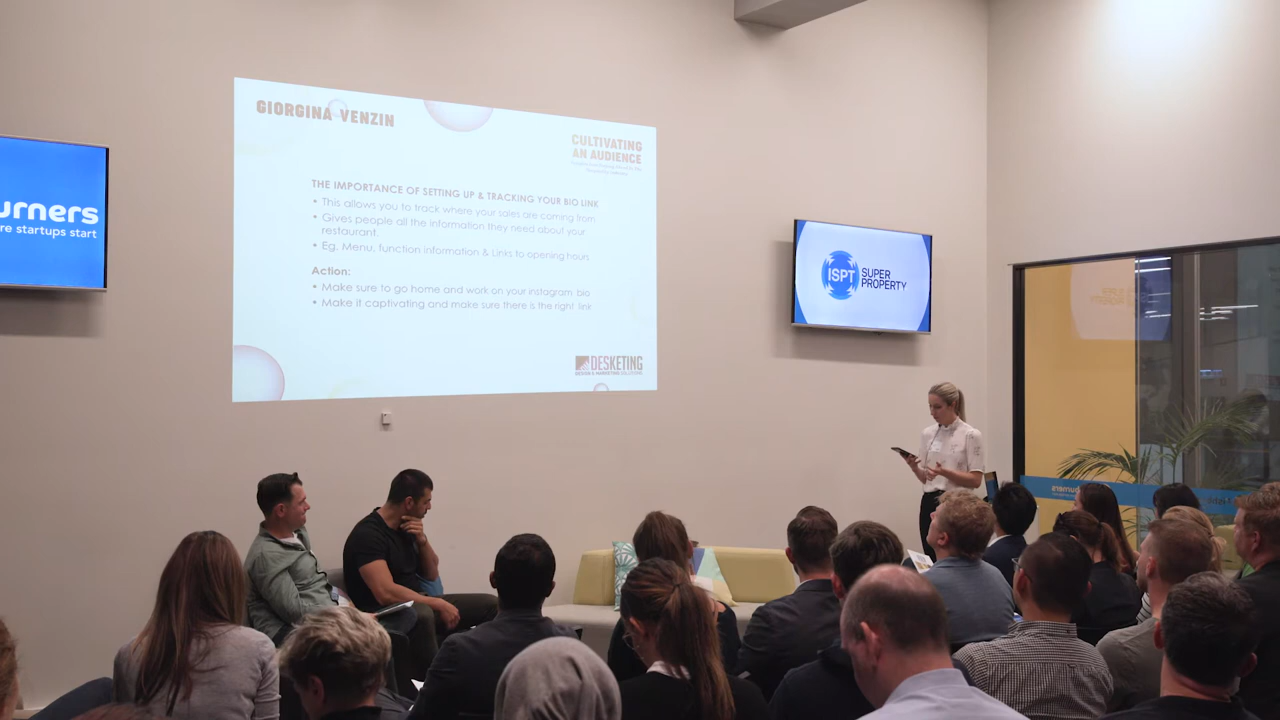 urners
re startups start
GIORGINA VENZIN
CULTIVATING
AN AUDIENCE
THE IMPORTANCE OF SETTING UP & TRACKING YOUR BIO LINK
• This allows you to track where your sales are coming from
• Gives people all the information they need about your
restaurant.
• Eg. Menu, function information & Links to opening hours
Action:
• Make sure to go home and work on your instagram bio
• Make it captivating and make sure there is the right link
DESKETING
DESIGN & MARKETING SOLUTIONS
ISPT SUPER
PROPERTY